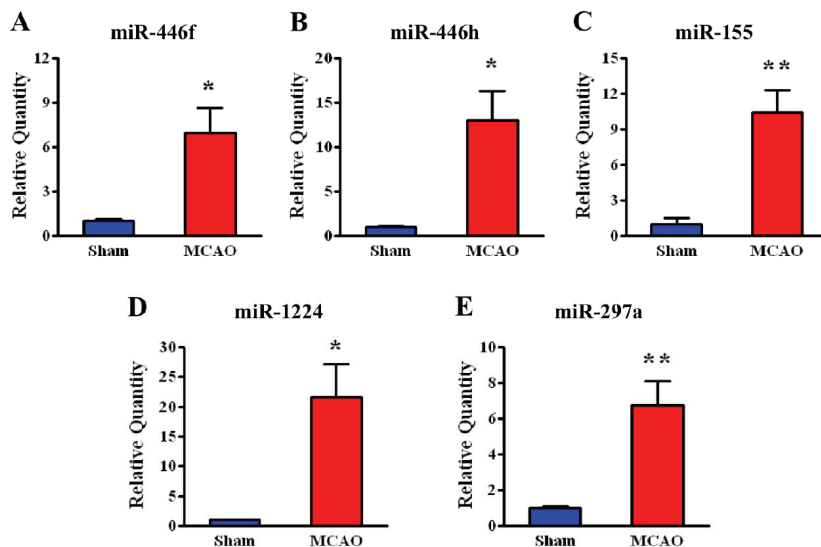 A
miR-446f
Relative Quantity
12
9
6
3
0
*
Sham
MCAO
B
miR-446h
Relative Quantity
20
15
10
5
0
*
Sham
MCAO
C
miR-155
Relative Quantity
15
12
9
6
3
0
**
Sham
MCAO
D
miR-1224
Relative Quantity
30
25
20
15
10
5
0
*
Sham
MCAO
E
miR-297a
Relative Quantity
10
8
6
4
2
0
**
Sham
MCAO